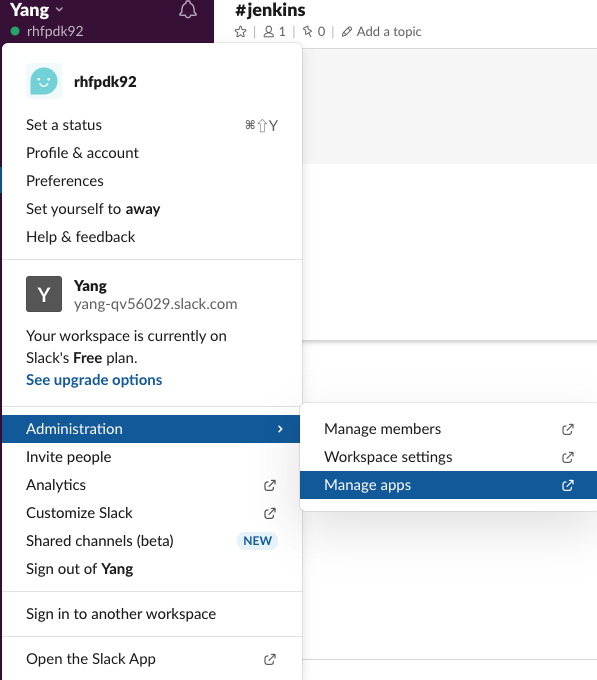 Yang
rhfpdk92
#jenkins
1 0 Add a topic
rhfpdk92
Set a status ⌘⇧Y
Profile & account
Preferences
Set yourself to away
Help & feedback
Y
Yang
yang-qv56029.slack.com
Your workspace is currently on
Slack's Free plan.
See upgrade options
Administration
Invite people
Analytics
Customize Slack
Shared channels (beta) NEW
Sign out of Yang
Sign in to another workspace
Open the Slack App
Manage members
Workspace settings
Manage apps